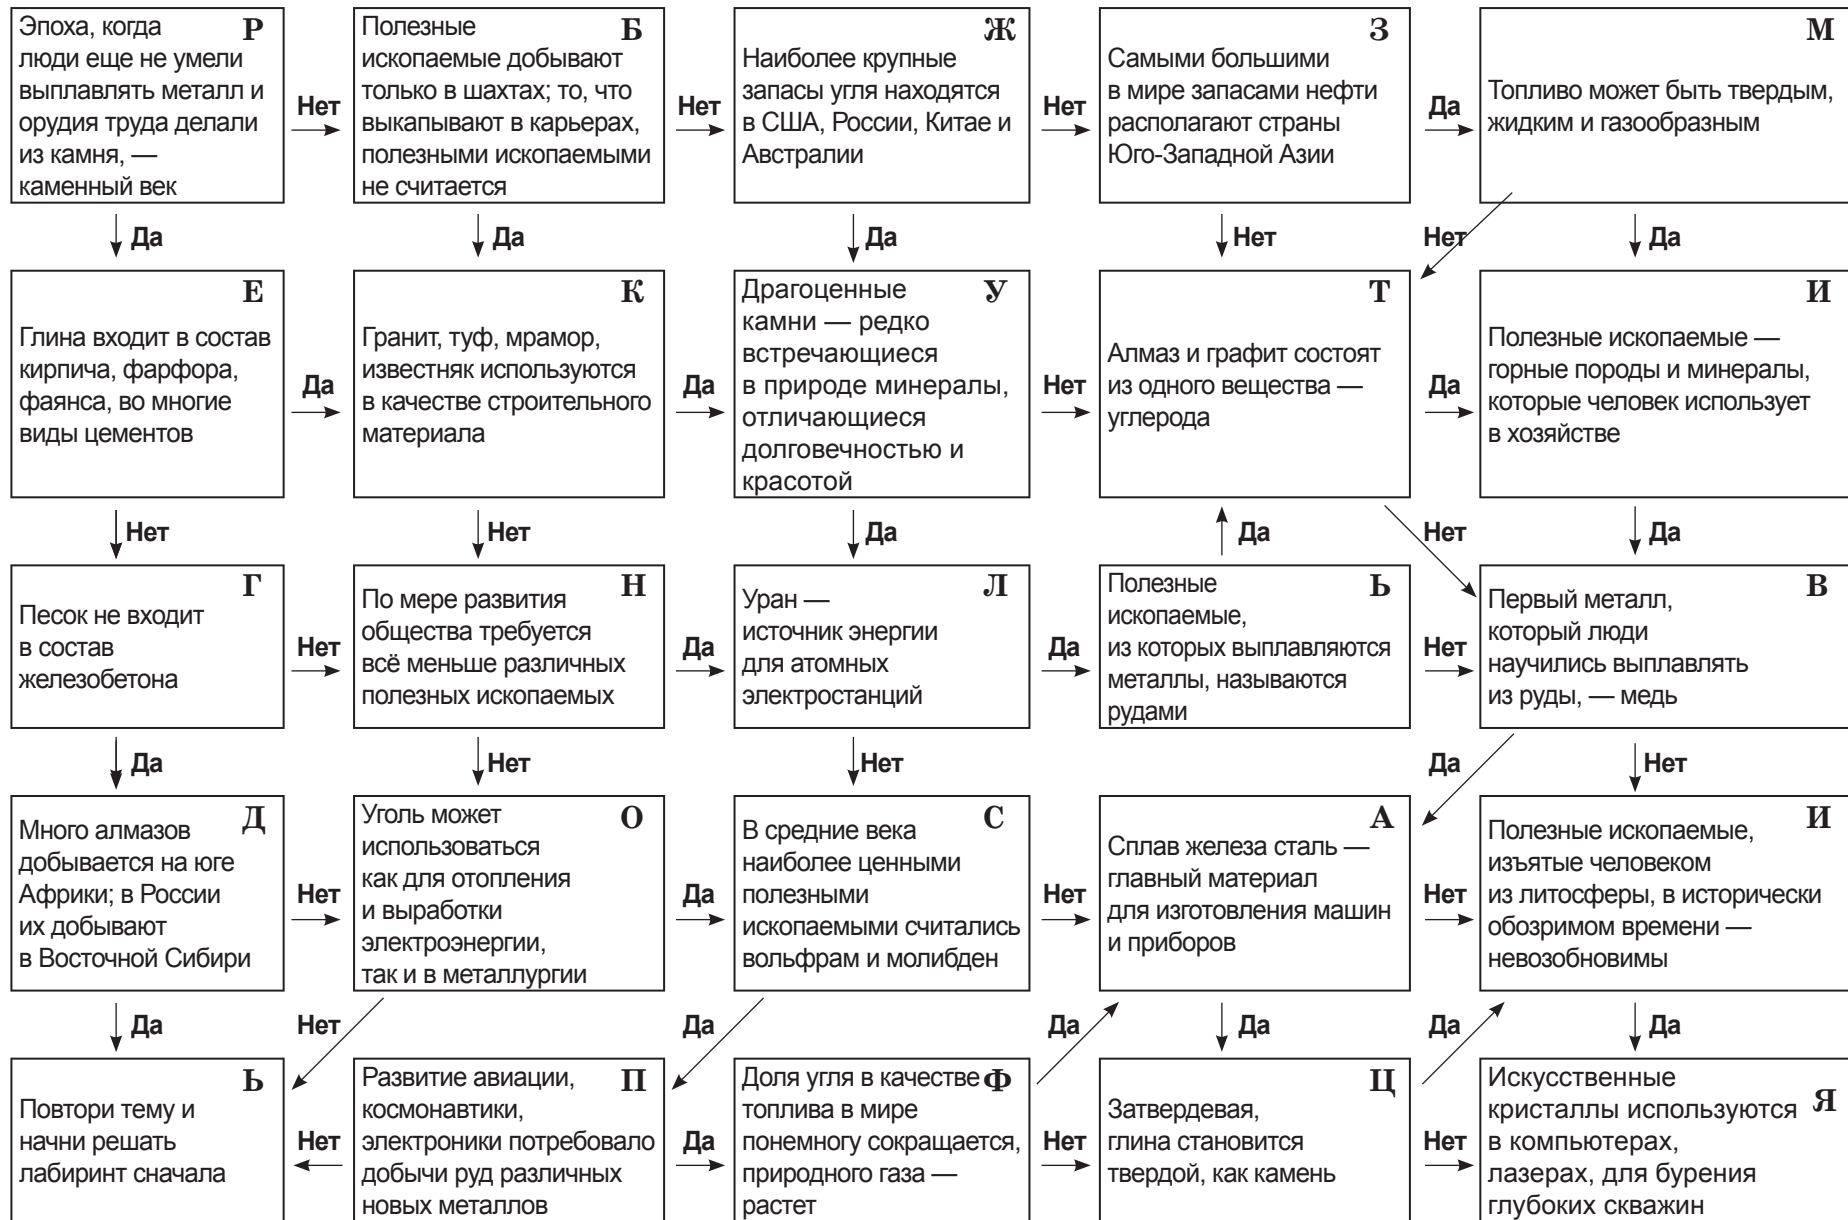 Эпоха, когда
Р
люди еще не умели
выплавлять металл и
орудия труда делали
из камня, —
каменный век
Нет
Полезные
Б
ископаемые добывают
только в шахтах; то, что
выкапывают в карьерах,
полезными ископаемыми
не считается
Нет
Ж
Наиболее крупные
запасы угля находятся
в США, России, Китае и
Австралии
Нет
З
Самыми большими
в мире запасами нефти
располагают страны
Юго-Западной Азии
Да
М
Топливо может быть твердым,
жидким и газообразным
Да
Да
Да
Нет
Нет
Да
Е
Глина входит в состав
кирпича, фарфора,
фаянса, во многие
виды цементов
Да
К
Гранит, туф, мрамор,
известняк используются
в качестве строительного
материала
Да
Драгоценные
У
камни — редко
встречающиеся
в природе минералы,
отличающиеся
долговечностью и
красотой
Нет
Т
Алмаз и графит состоят
из одного вещества —
углерода
Да
И
Полезные ископаемые —
горные породы и минералы,
которые человек использует
в хозяйстве
Нет
Нет
Да
Да
Нет
Да
Г
Песок не входит
в состав
железобетона
Нет
Н
По мере развития
общества требуется
всё меньше различных
полезных ископаемых
Да
Л
Уран —
источник энергии
для атомных
электростанций
Да
Полезные
Ь
ископаемые,
из которых выплавляются
металлы, называются
рудами
Нет
В
Первый металл,
который люди
научились выплавлять
из руды, — медь
Да
Нет
Нет
Да
Нет
Д
Много алмазов
добывается на юге
Африки; в России
их добывают
в Восточной Сибири
Нет
Уголь может
О
использоваться
как для отопления
и выработки
электроэнергии,
так и в металлургии
Да
С
В средние века
наиболее ценными
полезными
ископаемыми считались
вольфрам и молибден
Нет
А
Сплав железа сталь —
главный материал
для изготовления машин
и приборов
Нет
И
Полезные ископаемые,
изъятые человеком
из литосферы, в исторически
обозримом времени —
невозобновимы
Да
Нет
Да
Да
Да
Да
Да
Ь
Повтори тему и
начни решать
лабиринт сначала
Нет
Развитие авиации,
П
космонавтики,
электроники потребовало
добычи руд различных
новых металлов
Да
Доля угля в качестве
Ф
топлива в мире
понемногу сокращается,
природного газа —
растет
Нет
Ц
Затвердевая,
глина становится
твердой, как камень
Нет
Искусственные
Я
кристаллы используются
в компьютерах,
лазерах, для бурения
глубоких скважин